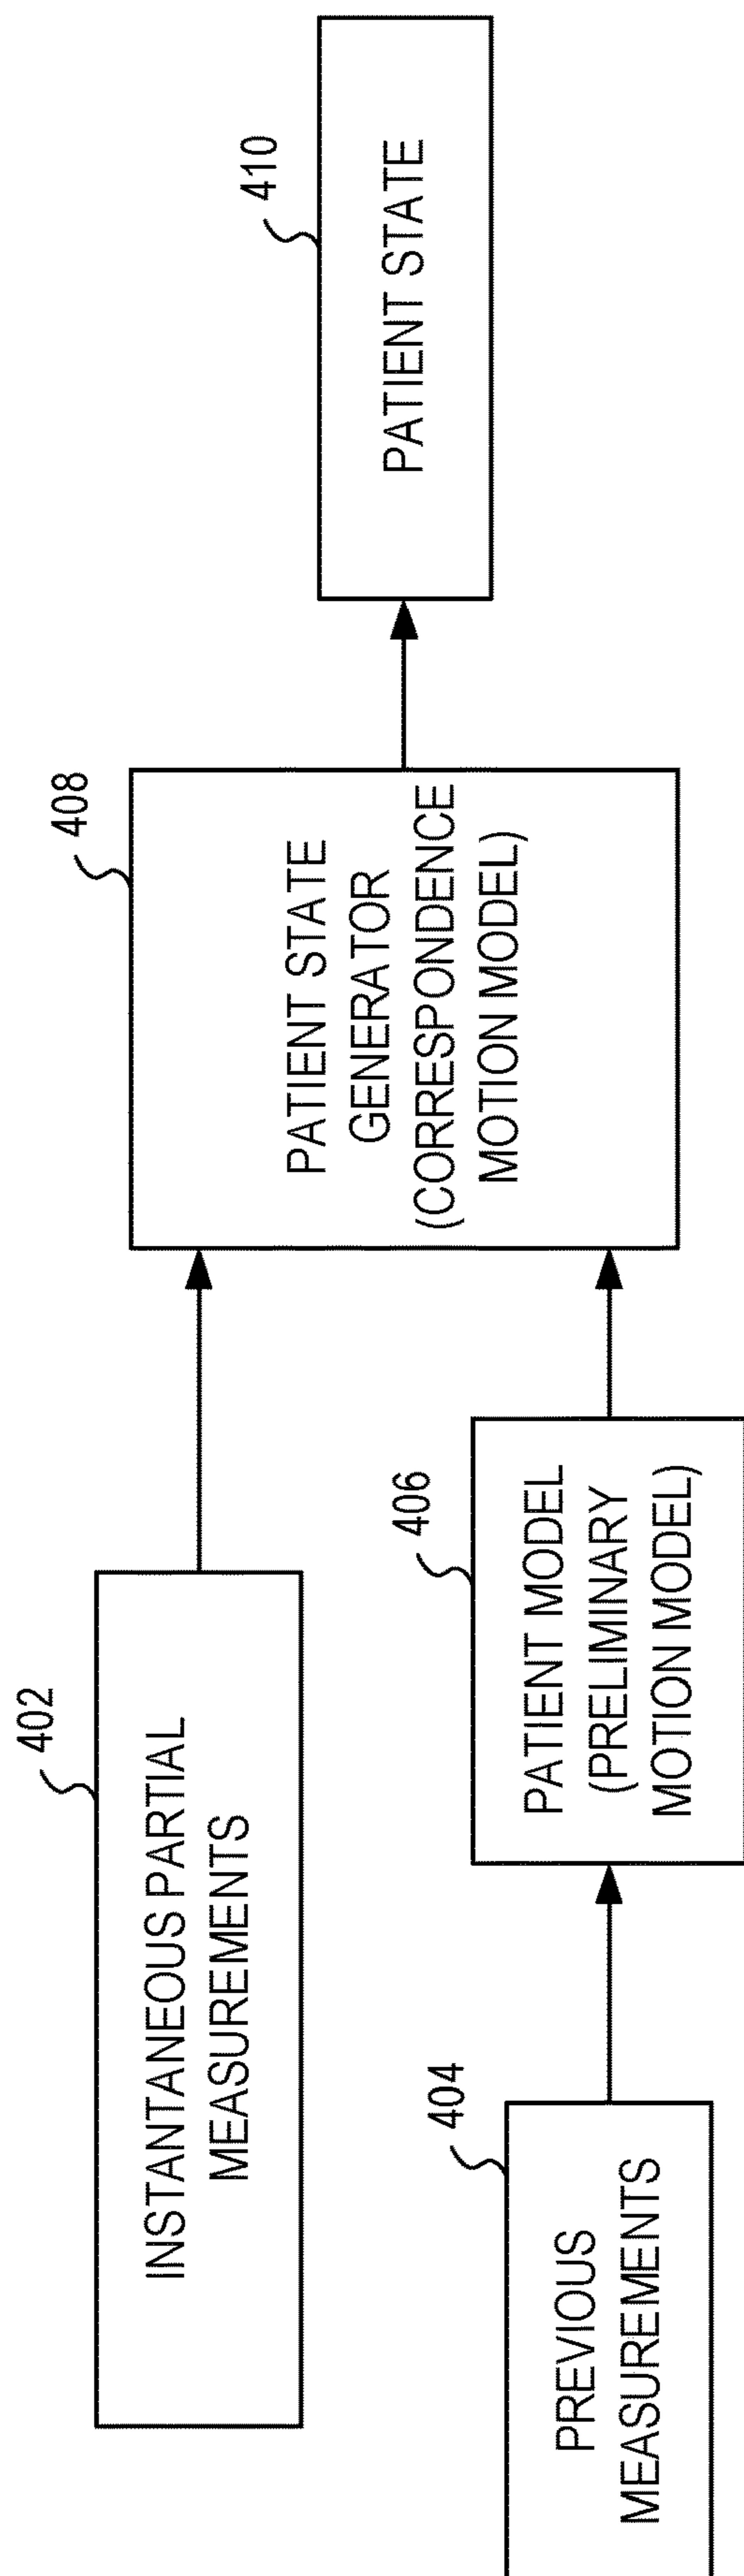 402
INSTANTANEOUS PARTIAL
MEASUREMENTS
404
PREVIOUS
MEASUREMENTS
406
PATIENT MODEL
(PRELIMINARY
MOTION MODEL)
408
PATIENT STATE
GENERATOR
(CORRESPONDENCE
MOTION MODEL)
410
PATIENT STATE